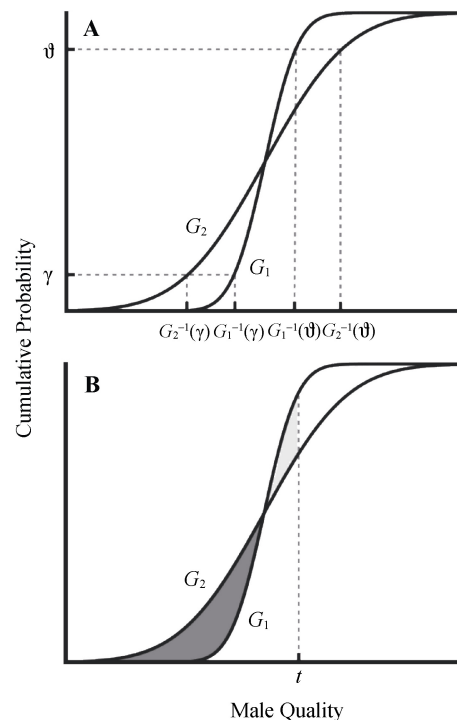 A
ϑ
G₂
γ
G₁
G₂⁻¹(γ) G₁⁻¹(γ) G₁⁻¹(ϑ) G₂⁻¹(ϑ)
Cumulative Probability
B
G₂
G₁
t
Male Quality